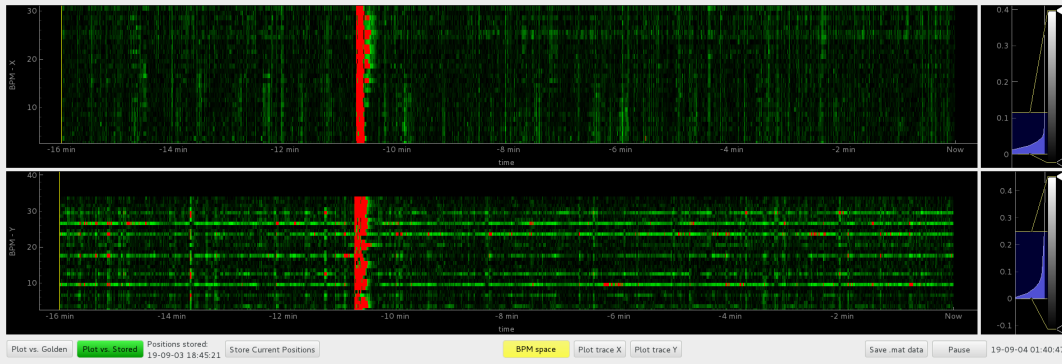 30
20
10
BPM - X
-16 min
-14 min
-12 min
-10 min
-8 min
-6 min
-4 min
-2 min
Now
time
0.4
0.3
0.2
0.1
0
40
30
20
10
BPM - Y
-16 min
-14 min
-12 min
-10 min
-8 min
-6 min
-4 min
-2 min
Now
time
0.4
0.3
0.2
0.1
0
-0.1
Plot vs. Golden
Plot vs. Stored
Positions stored:
19-09-03 18:45:21
Store Current Positions
BPM space
Plot trace X
Plot trace Y
Save .mat data
Pause
19-09-04 01:40:4